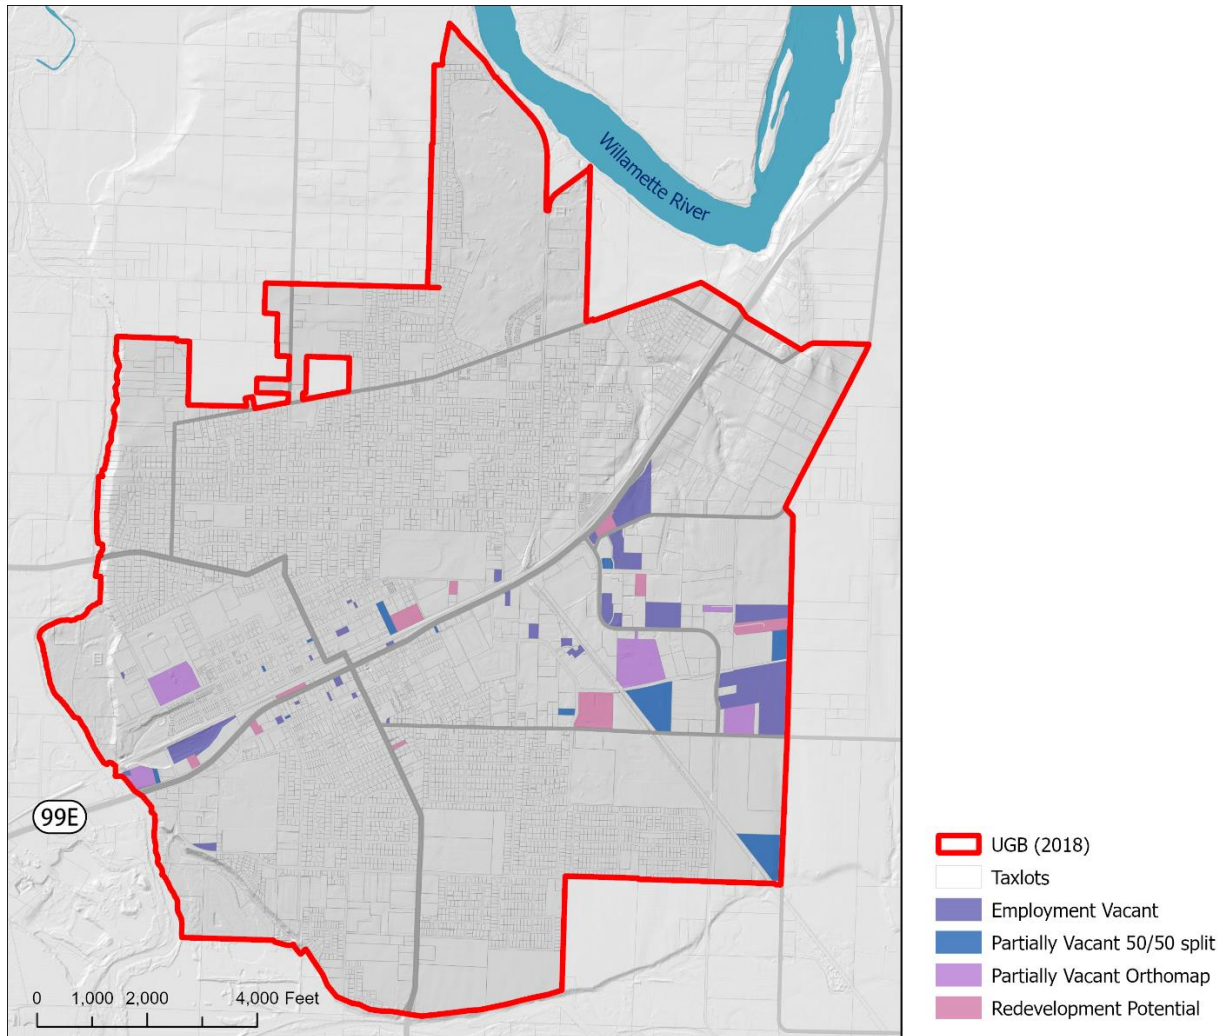 Willamette River
99E
0 1,000 2,000 4,000 Feet
UGB (2018)
Taxlots
Employment Vacant
Partially Vacant 50/50 split
Partially Vacant Orthomap
Redevelopment Potential